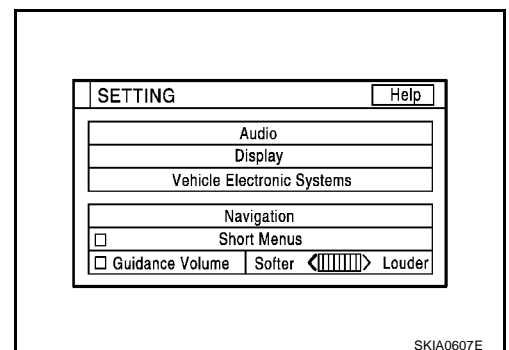 SETTING Help
Audio
Display
Vehicle Electronic Systems
Navigation
Short Menus
Guidance Volume Softer Louder
SKIA0607E